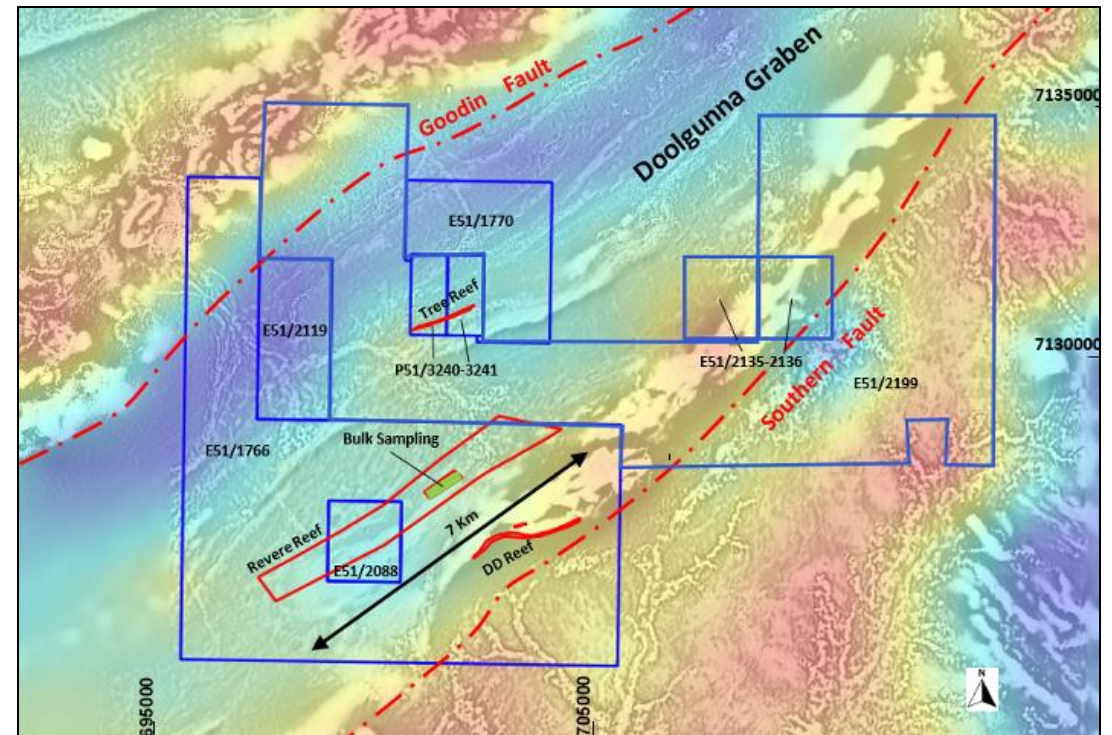 Goodin Fault
Doolgunna Graben
7135000
E51/1770
Tree Reef
E51/2119
P51/3240-3241
E51/2135-2136
7130000
Southern Fault
E51/2199
E51/1766
Bulk Sampling
Revere Reef
7 Km
DD Reef
E51/2088
N
695000
705000